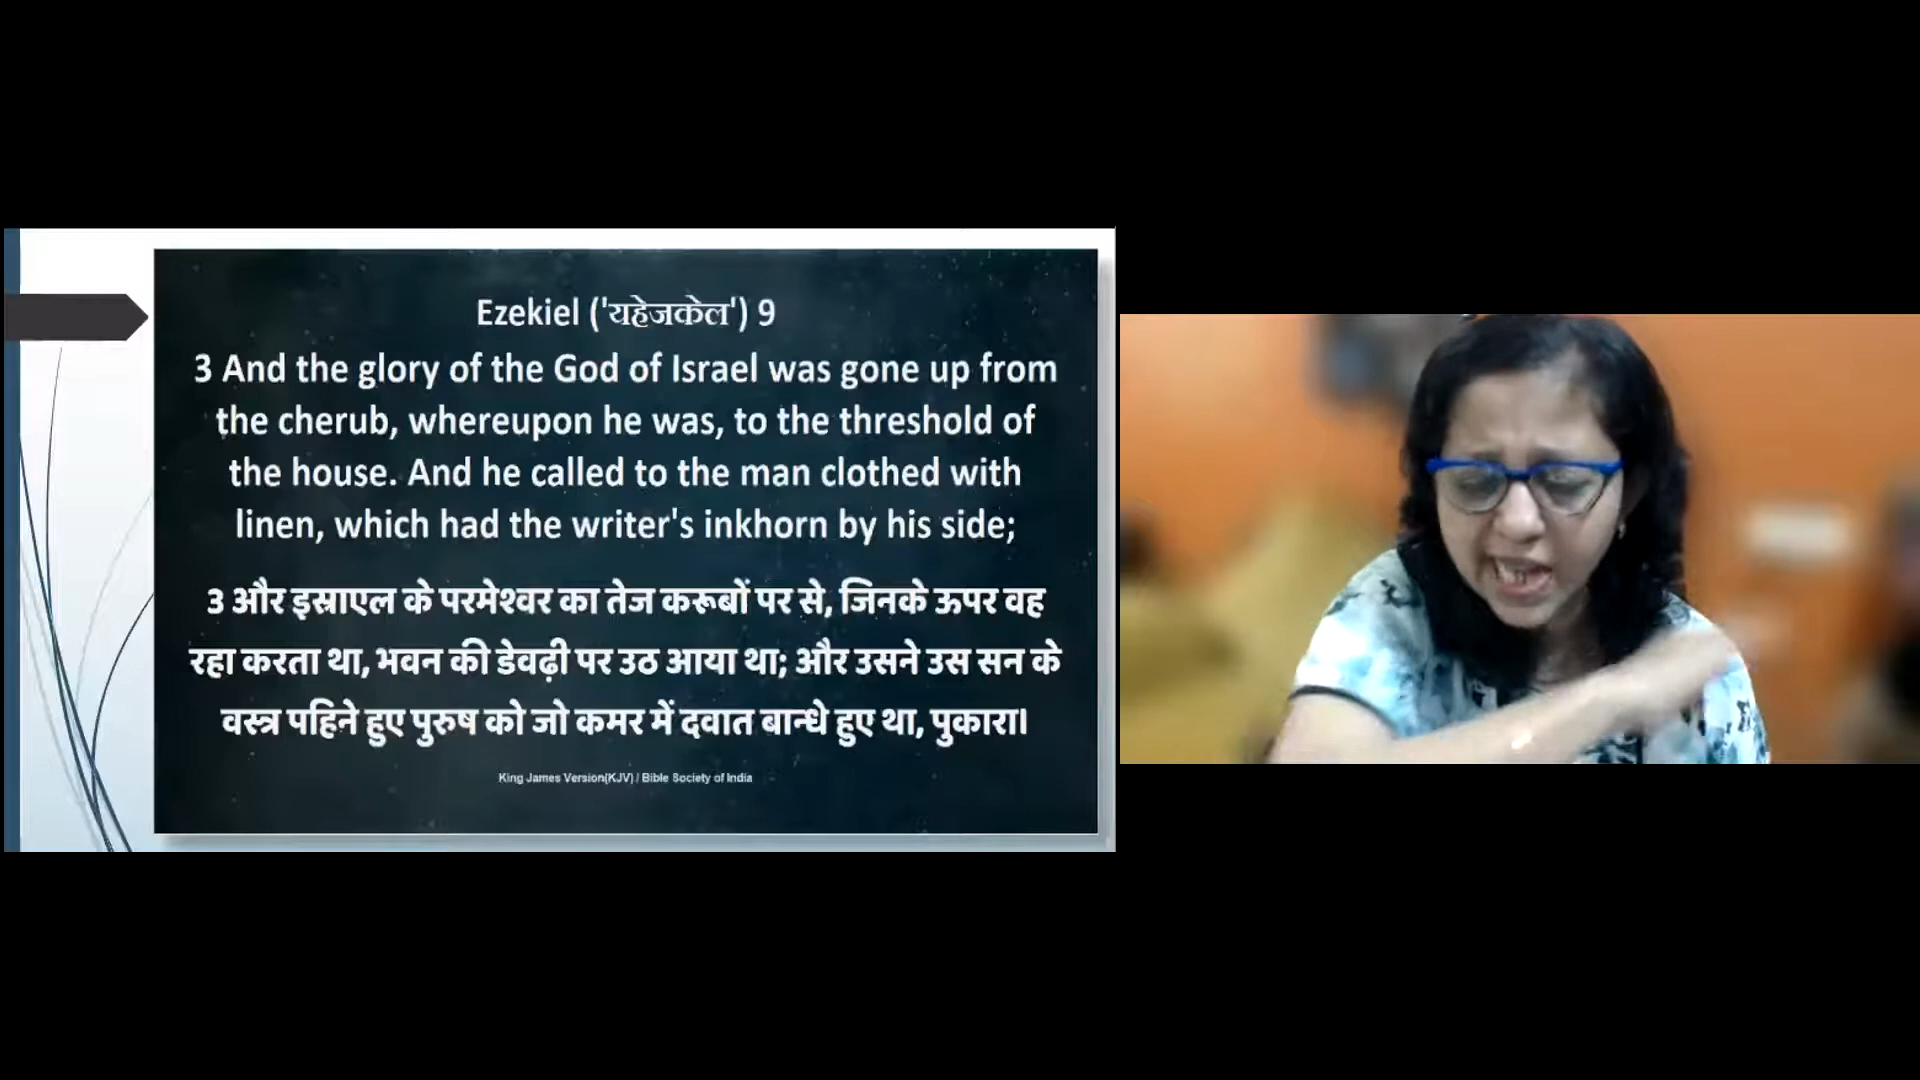 Ezekiel ('यहेजकेल') 9
3 And the glory of the God of Israel was gone up from
the cherub, whereupon he was, to the threshold of
the house. And he called to the man clothed with
linen, which had the writer's inkhorn by his side;
3 और इस्राएल के परमेश्वर का तेज करूबों पर से, जिनके ऊपर वह
रहा करता था, भवन की डेवढ़ी पर उठ आया था; और उसने उस सन के
वस्त्र पहिने हुए पुरुष को जो कमर में दवात बान्धे हुए था, पुकारा।
King James Version(KJV) / Bible Society of India